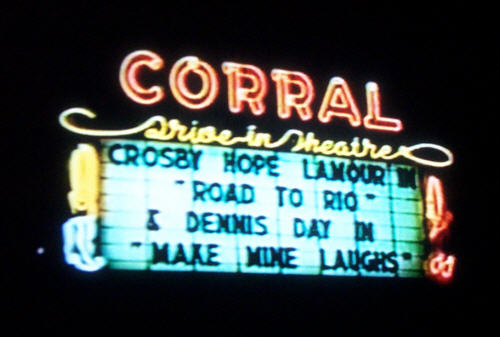 CORRAL
Drive-in Theatre
CROSBY HOPE LAMOUR IN
"ROAD TO RIO"
& DENNIS DAY IN
"MAKE MINE LAUGHS"